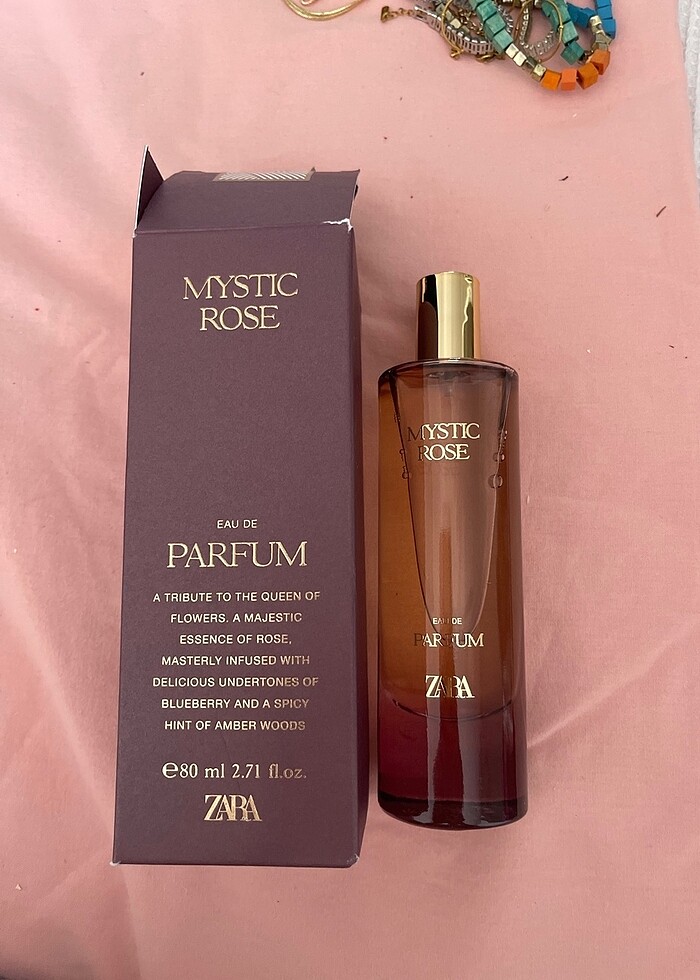 MYSTIC
ROSE
EAU DE
PARFUM
A TRIBUTE TO THE QUEEN OF
FLOWERS. A MAJESTIC
ESSENCE OF ROSE,
MASTERLY INFUSED WITH
DELICIOUS UNDERTONES OF
BLUEBERRY AND A SPICY
HINT OF AMBER WOODS
℮80 ml 2.71 fl.oz.
ZARA
MYSTIC
ROSE
EAU DE
PARFUM
ZARA